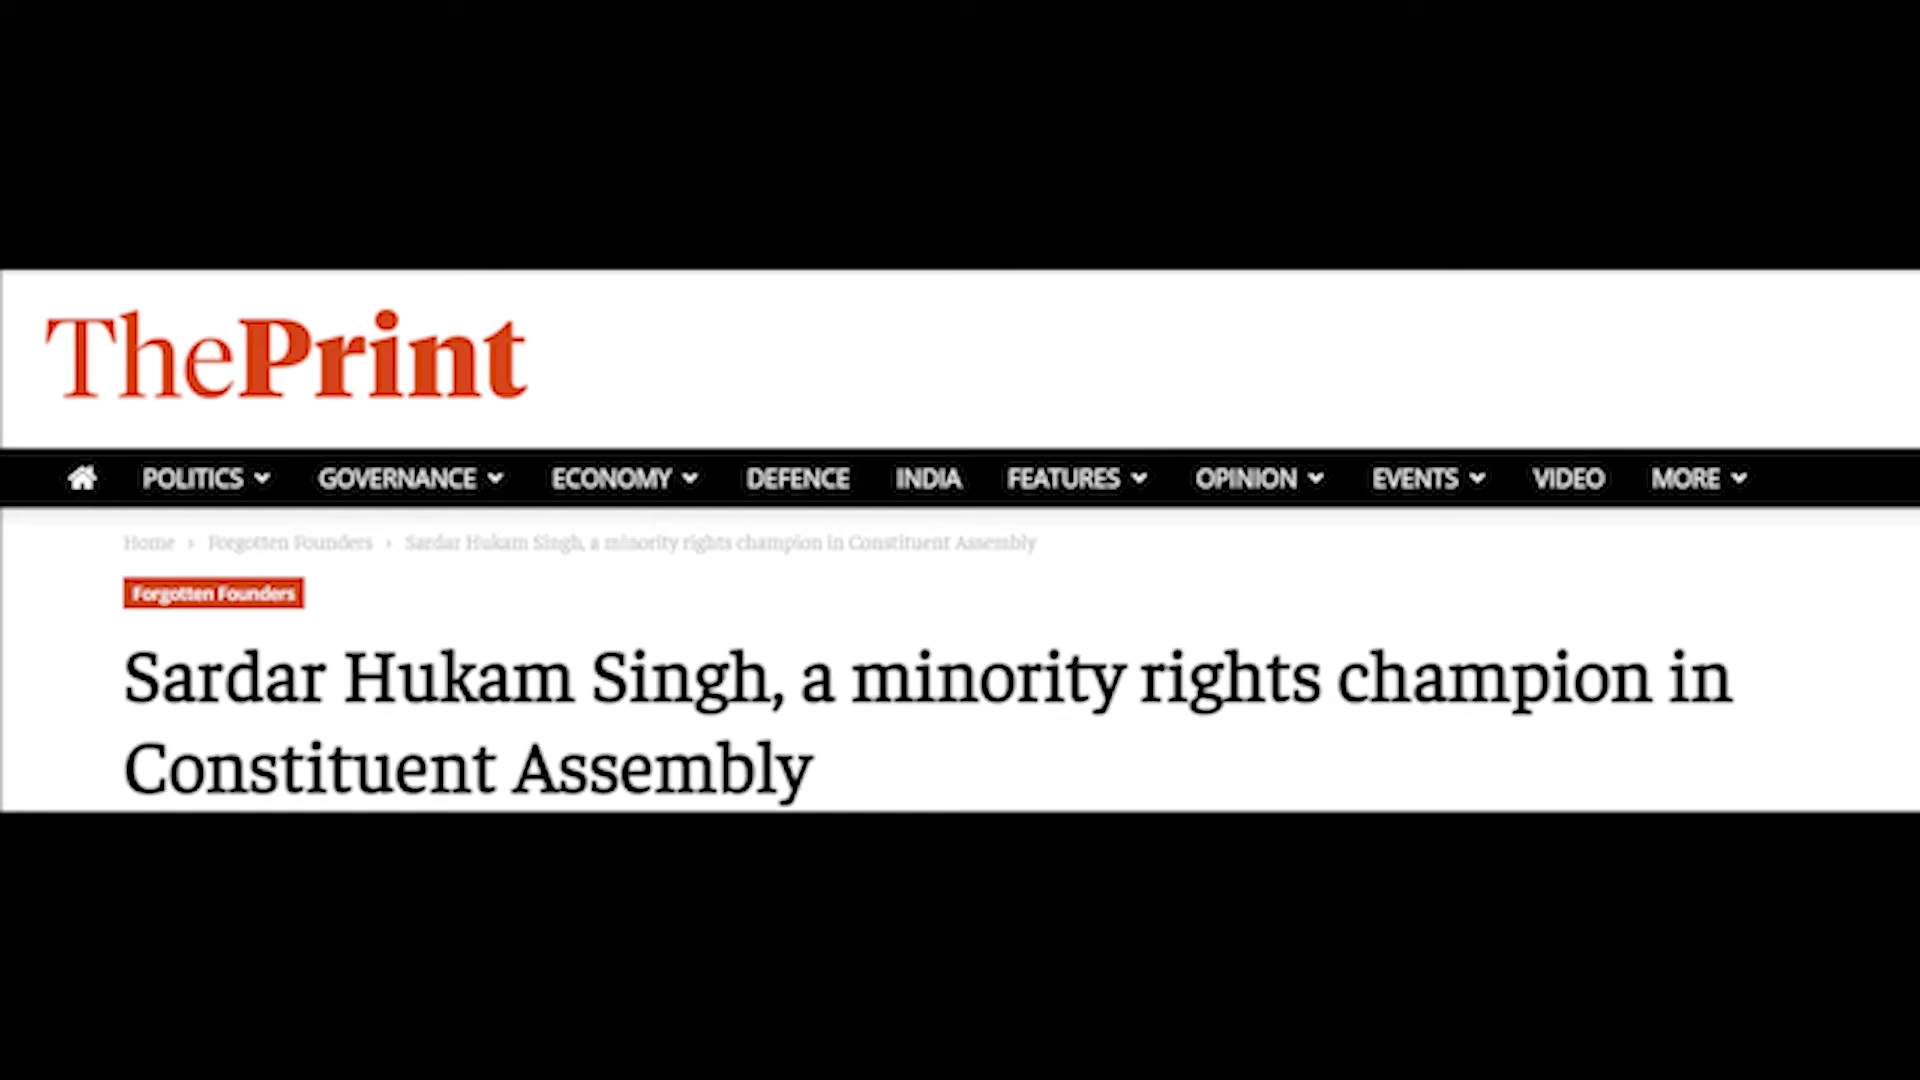 ThePrint
POLITICS GOVERNANCE ECONOMY DEFENCE INDIA FEATURES OPINION EVENTS VIDEO MORE
Home › Forgotten Founders › Sardar Hukam Singh, a minority rights champion in Constituent Assembly
Forgotten Founders
Sardar Hukam Singh, a minority rights champion in
Constituent Assembly